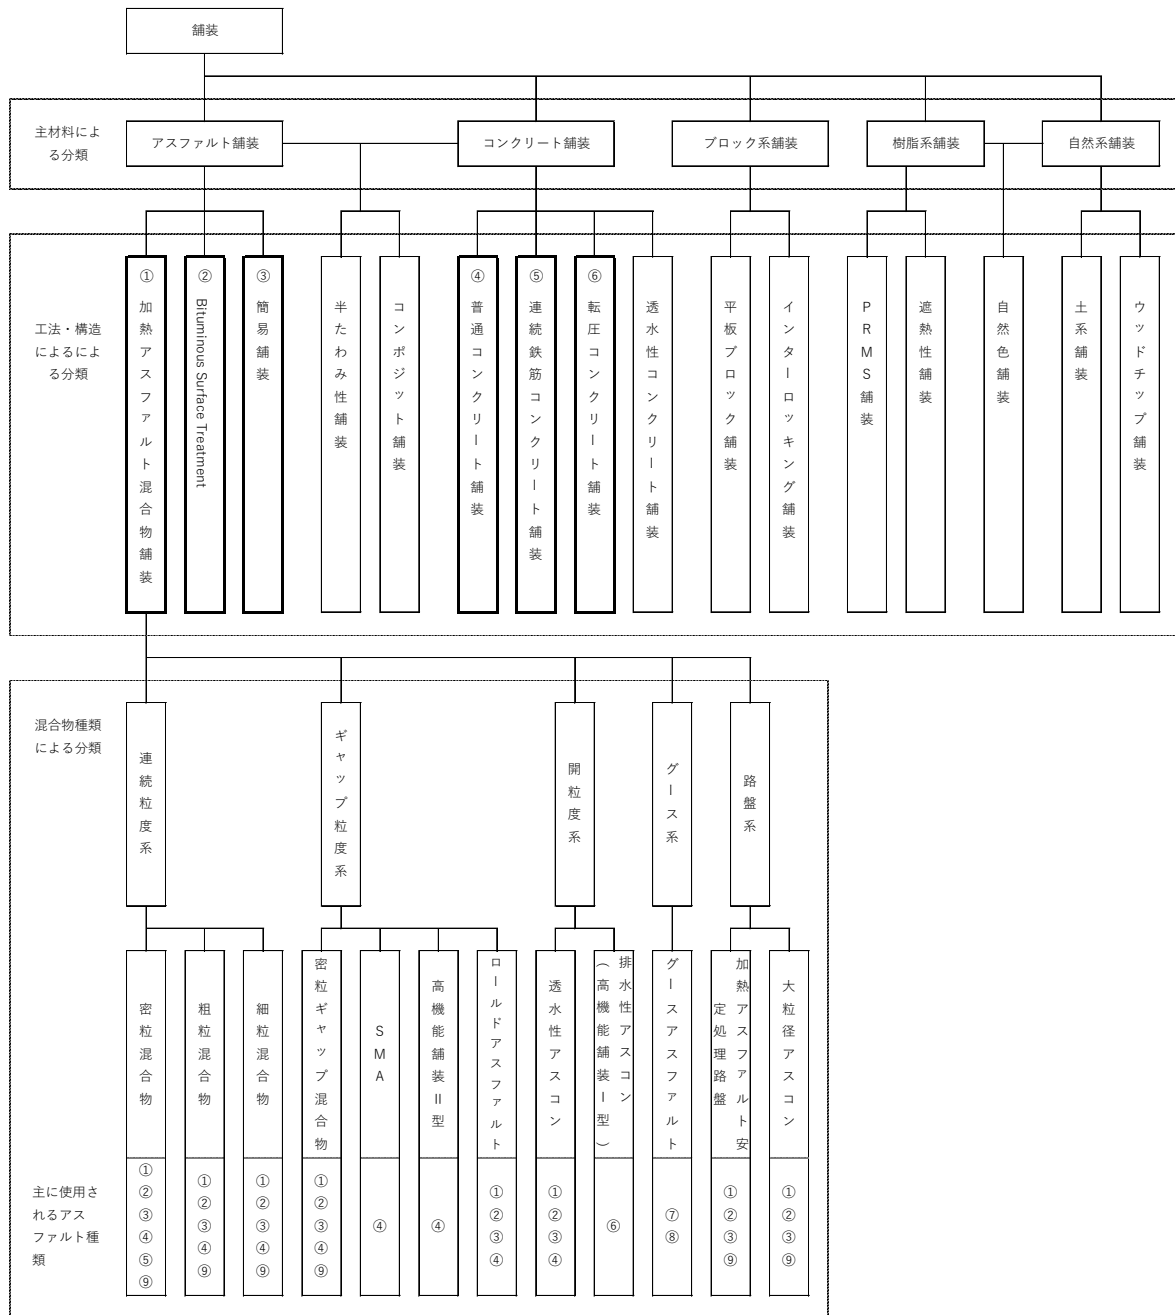 舗装
主材料によ
る分類
アスファルト舗装
コンクリート舗装
ブロック系舗装
樹脂系舗装
自然系舗装
工法・構造
によるによ
る分類
①加熱アスファルト混合物舗装
②Bituminous Surface Treatment
③簡易舗装
半たわみ性舗装
コンポジット舗装
④普通コンクリート舗装
⑤連続鉄筋コンクリート舗装
⑥転圧コンクリート舗装
透水性コンクリート舗装
平板ブロック舗装
インターロッキング舗装
PRMS舗装
遮熱性舗装
自然色舗装
土系舗装
ウッドチップ舗装
混合物種類
による分類
連続粒度系
ギャップ粒度系
開粒度系
グース系
路盤系
密粒混合物
粗粒混合物
細粒混合物
密粒ギャップ混合物
SMA
高機能舗装II型
ロールドアスファルト
透水性アスコン
排水性アスコン
（高機能舗装I型）
グースアスファルト
加熱アスファルト安
定処理路盤
大粒径アスコン
主に使用さ
れるアス
ファルト種
類
①②③④⑤⑨
①②③④⑨
①②③④⑨
①②③④⑨
④
④
①②③④
①②③④
⑥
⑦⑧
①②③⑨
①②③⑨